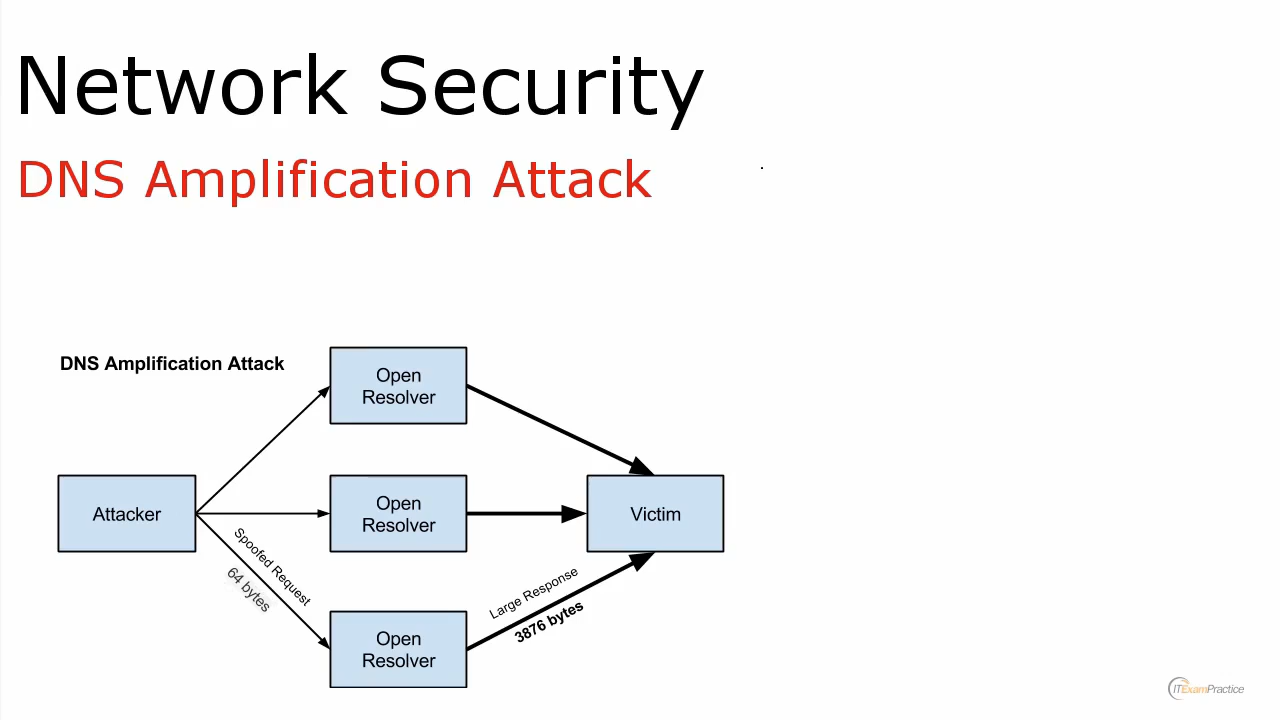 Network Security
DNS Amplification Attack
DNS Amplification Attack
Open
Resolver
Attacker
Open
Resolver
Victim
Spoofed Request
64 bytes
Large Response
3876 bytes
Open
Resolver
ITExamPractice